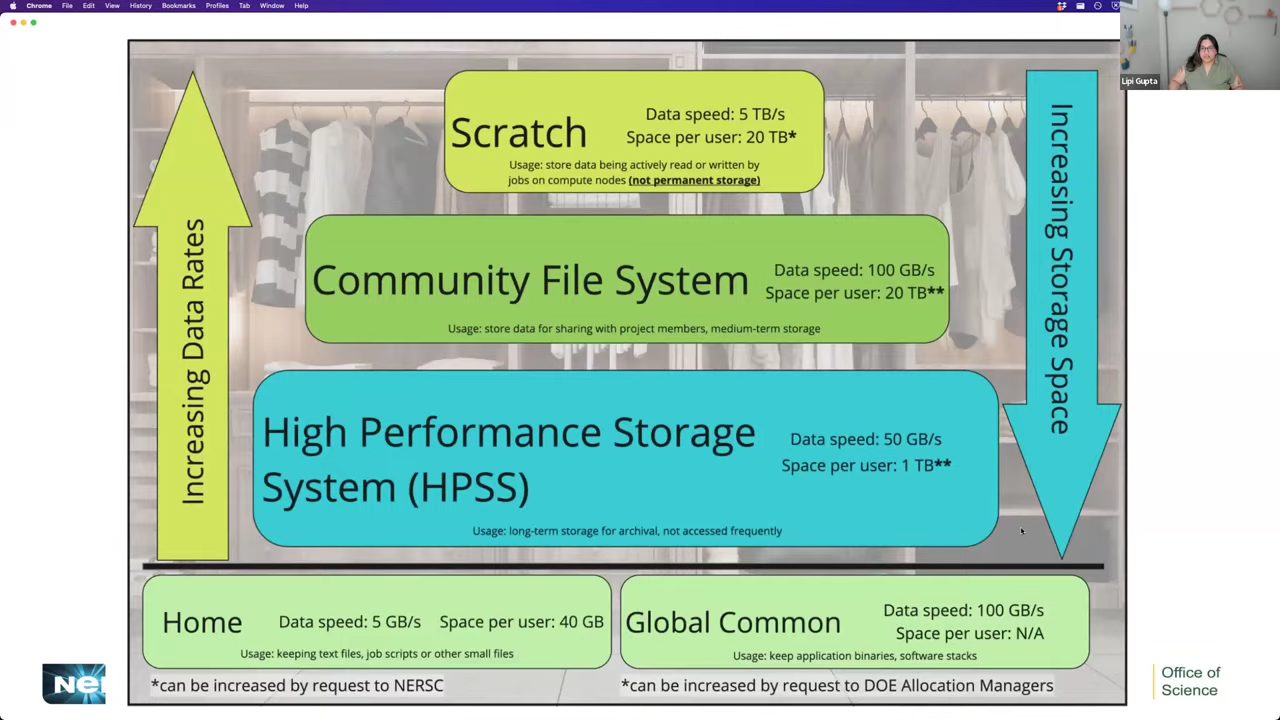 Chrome File Edit View History Bookmarks Profiles Tab Window Help
Lipi Gupta
Increasing Data Rates
Scratch
Data speed: 5 TB/s
Space per user: 20 TB*
Usage: store data being actively read or written by
jobs on compute nodes (not permanent storage)
Community File System
Data speed: 100 GB/s
Space per user: 20 TB**
Usage: store data for sharing with project members, medium-term storage
High Performance Storage
System (HPSS)
Data speed: 50 GB/s
Space per user: 1 TB**
Usage: long-term storage for archival, not accessed frequently
Increasing Storage Space
Home
Data speed: 5 GB/s Space per user: 40 GB
Usage: keeping text files, job scripts or other small files
Global Common
Data speed: 100 GB/s
Space per user: N/A
Usage: keep application binaries, software stacks
*can be increased by request to NERSC
*can be increased by request to DOE Allocation Managers
Office of
Science